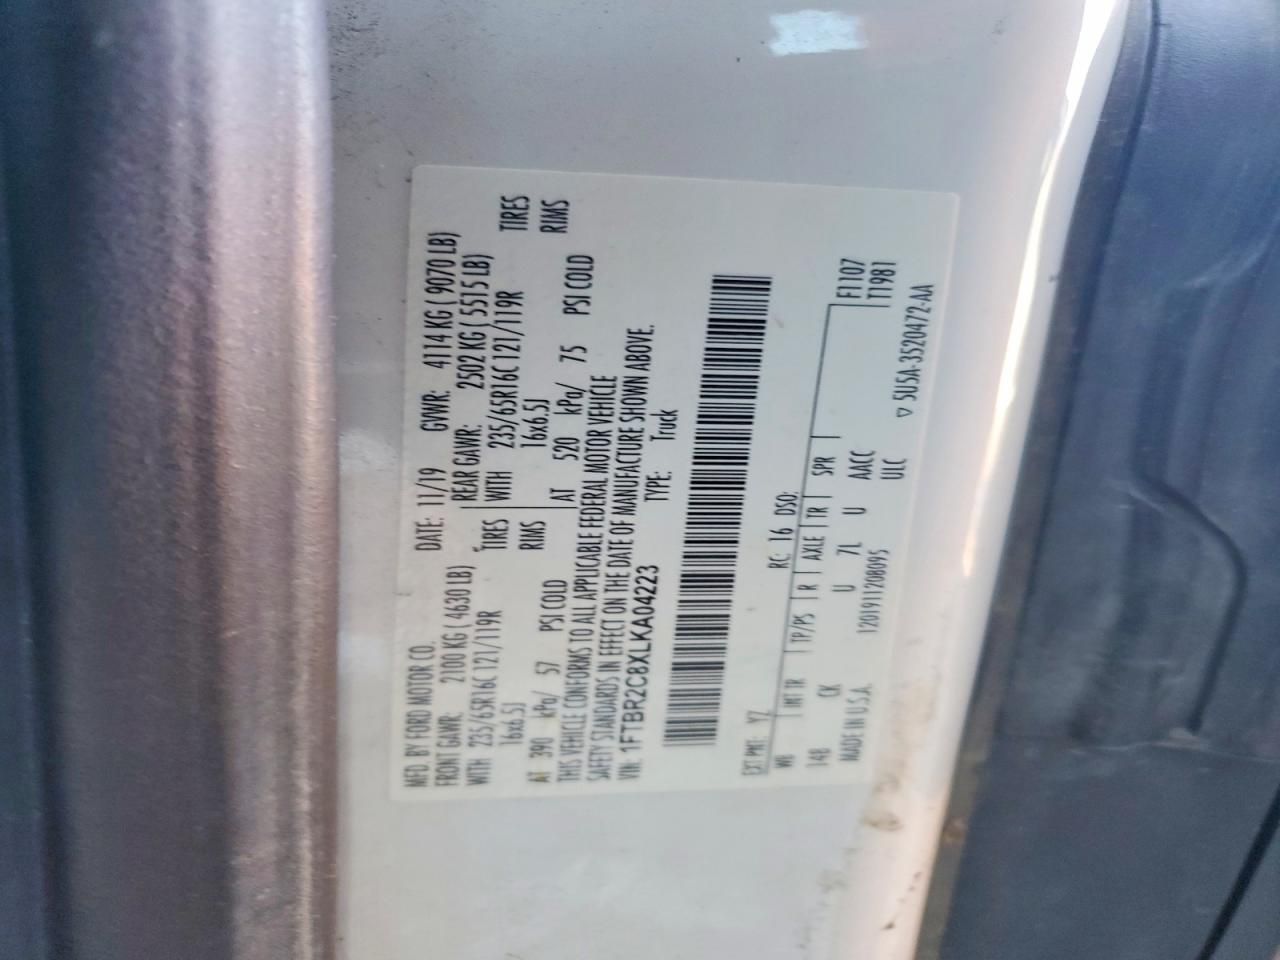 MFD. BY FORD MOTOR CO. DATE: 11/19 GVWR: 4114 KG ( 9070 LB)
FRONT GAWR: 2100 KG ( 4630 LB) REAR GAWR: 2502 KG ( 5515 LB)
WITH 235/65R16C 121/119R TIRES WITH 235/65R16C 121/119R TIRES
16x6.5J RIMS 16x6.5J RIMS
AT 390 kPa/ 57 PSI COLD AT 520 kPa/ 75 PSI COLD
THIS VEHICLE CONFORMS TO ALL APPLICABLE FEDERAL MOTOR VEHICLE
SAFETY STANDARDS IN EFFECT ON THE DATE OF MANUFACTURE SHOWN ABOVE.
VIN: 1FTBR2C8XLKA04223 TYPE: Truck
EXT PNT: YZ RC: 16 DSO:
WB INT TR TP/PS R AXLE TR SPR F1107
148 CK U 7L U AACC T1981
MADE IN U.S.A. 120191120809S ULC
▽ 5U5A-3520472-AA